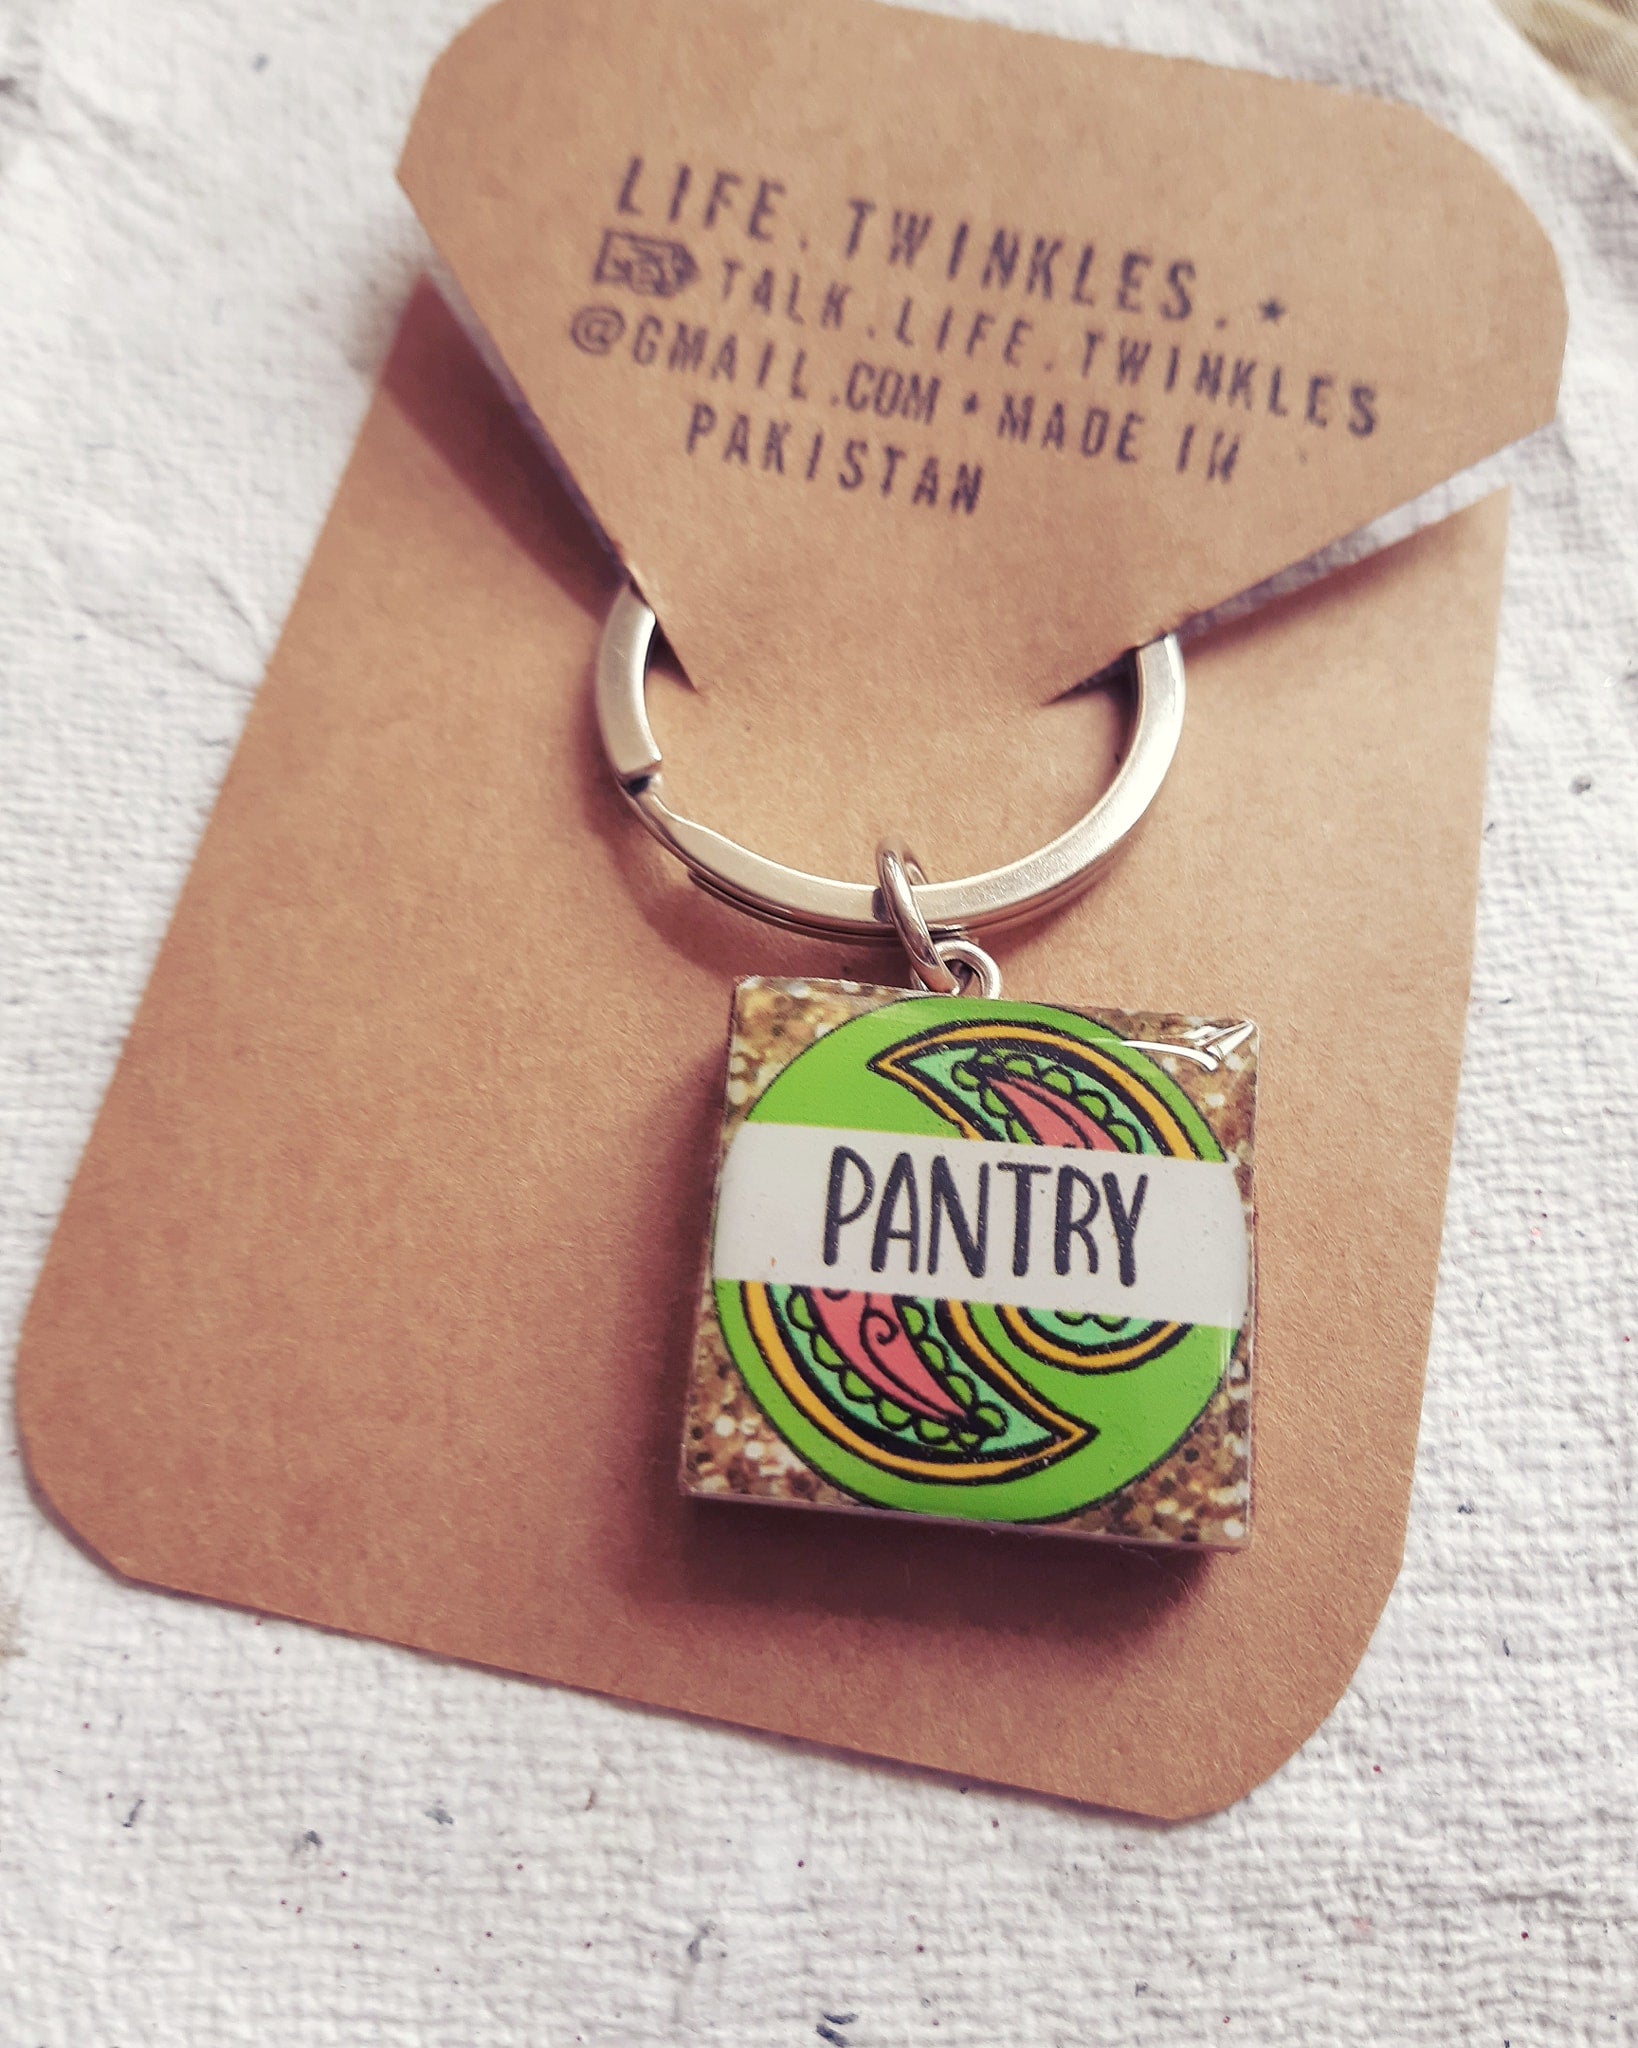 LIFE.TWINKLES.
TALK.LIFE.TWINKLES
@GMAIL.COM • MADE IN
PAKISTAN
PANTRY